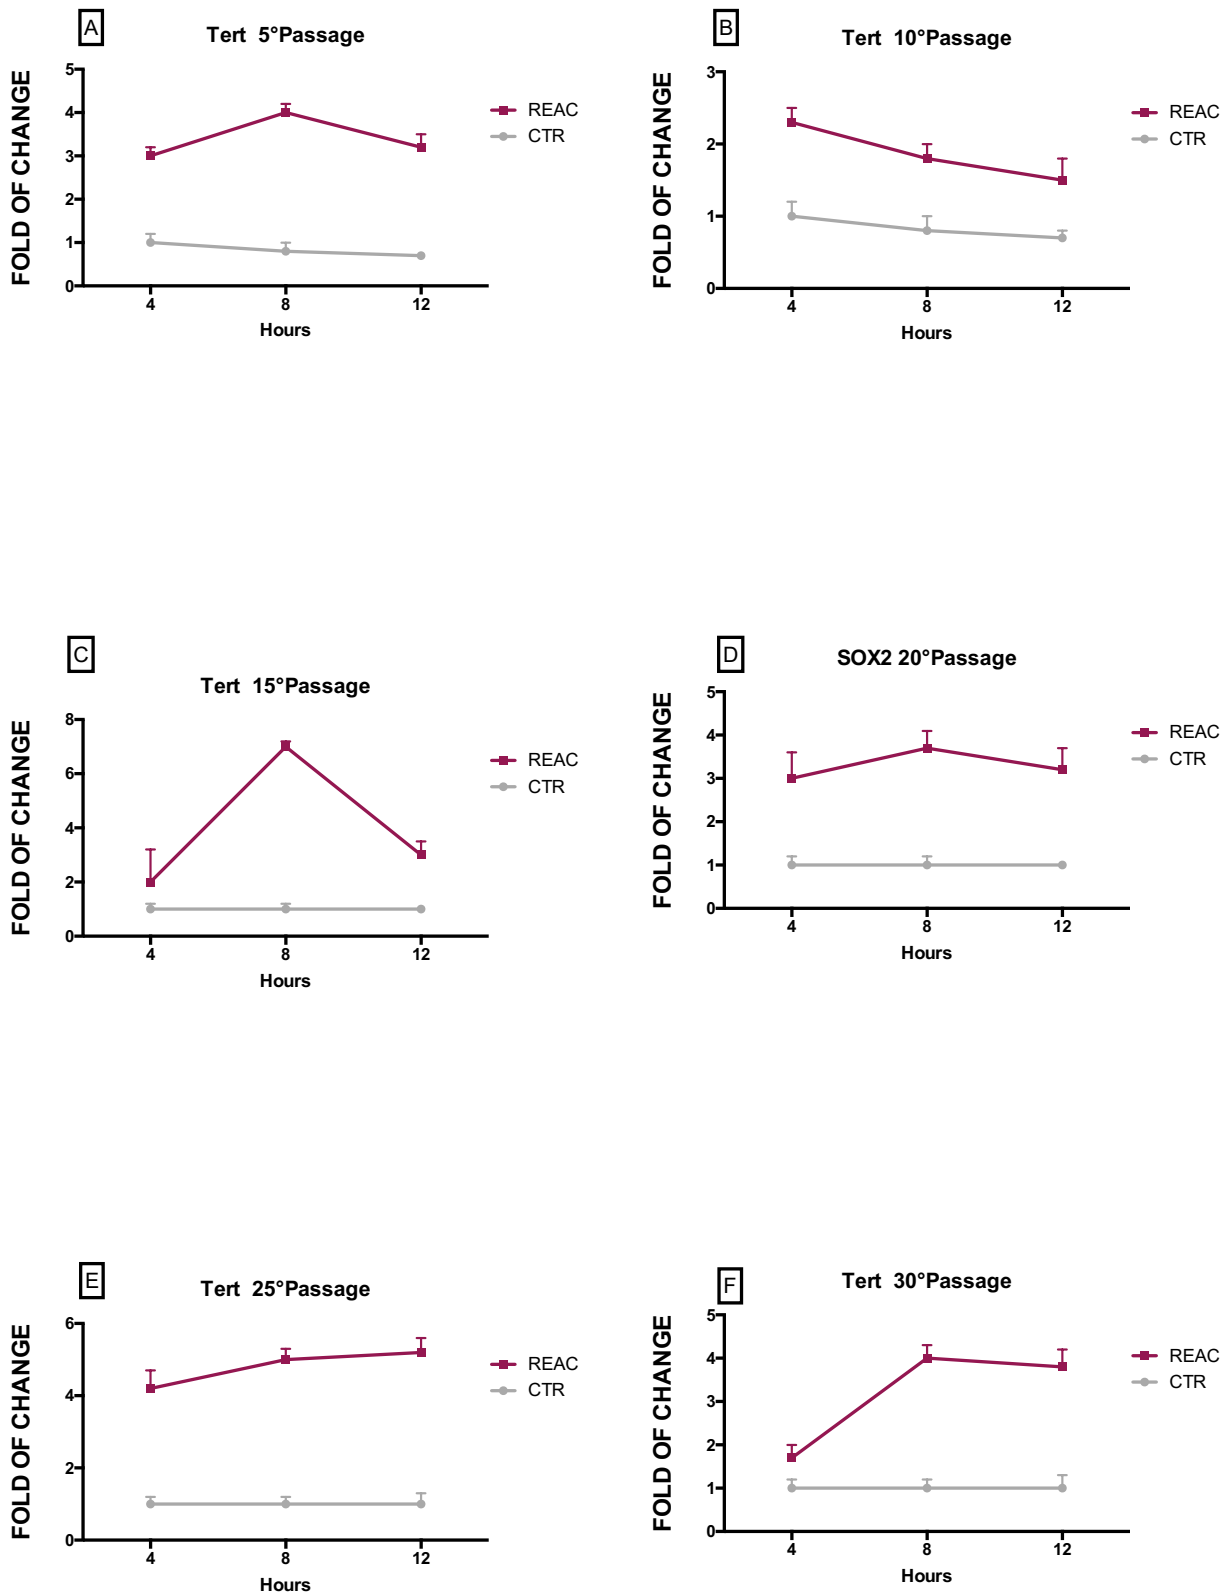 A
Tert 5°Passage
FOLD OF CHANGE
5
4
3
2
1
0
4 8 12
Hours
REAC
CTR
B
Tert 10°Passage
FOLD OF CHANGE
3
2
1
0
4 8 12
Hours
REAC
CTR
C
Tert 15°Passage
FOLD OF CHANGE
8
6
4
2
0
4 8 12
Hours
REAC
CTR
D
SOX2 20°Passage
FOLD OF CHANGE
5
4
3
2
1
0
4 8 12
Hours
REAC
CTR
E
Tert 25°Passage
FOLD OF CHANGE
6
4
2
0
4 8 12
Hours
REAC
CTR
F
Tert 30°Passage
FOLD OF CHANGE
5
4
3
2
1
0
4 8 12
Hours
REAC
CTR